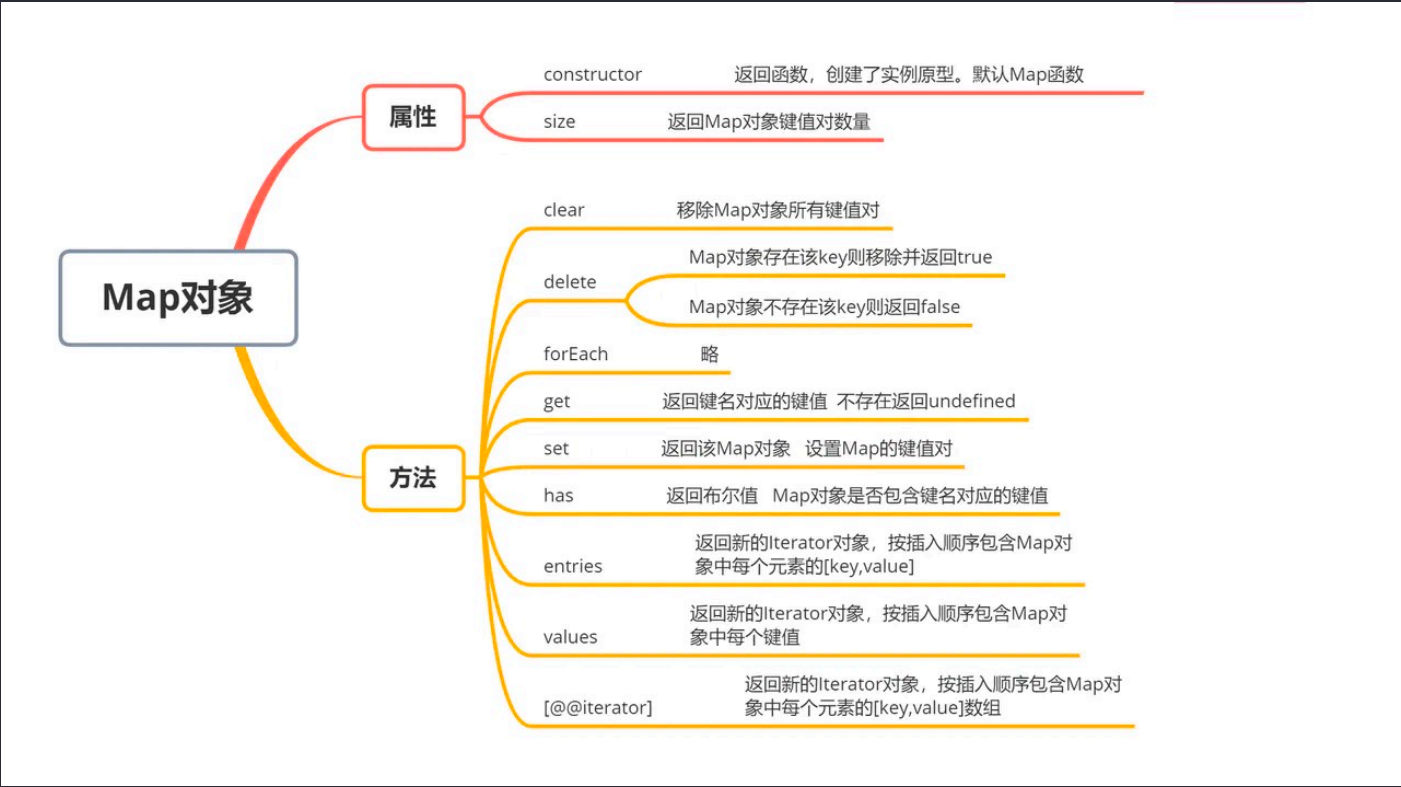 Map对象
属性
constructor 返回函数，创建了实例原型。默认Map函数
size 返回Map对象键值对数量
方法
clear 移除Map对象所有键值对
delete
Map对象存在该key则移除并返回true
Map对象不存在该key则返回false
forEach 略
get 返回键名对应的键值 不存在返回undefined
set 返回该Map对象 设置Map的键值对
has 返回布尔值 Map对象是否包含键名对应的键值
entries
返回新的Iterator对象，按插入顺序包含Map对
象中每个元素的[key,value]
values
返回新的Iterator对象，按插入顺序包含Map对
象中每个键值
[@@iterator]
返回新的Iterator对象，按插入顺序包含Map对
象中每个元素的[key,value]数组